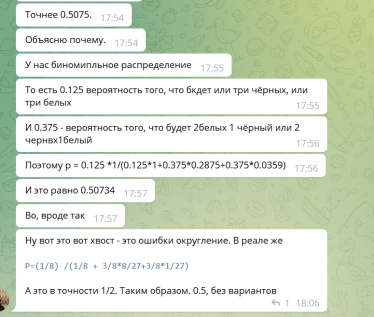 Точнее 0.5075. 17:54
Объясню почему. 17:54
У нас биномипльное распределение 17:55
То есть 0.125 вероятность того, что бкдет или три чёрных, или
три белых 17:55
И 0.375 - вероятность того, что будет 2белых 1 чёрный или 2
чернвх1белый 17:56
Поэтому р = 0.125 *1/(0.125*1+0.375*0.2875+0.375*0.0359) 17:56
И это равно 0.50734 17:57
Во, вроде так 17:57
Ну вот это вот хвост - это ошибки округление. В реале же
P=(1/8) /(1/8 + 3/8*8/27+3/8*1/27)
А это в точности 1/2. Таким образом. 0.5, без вариантов
1 18:06